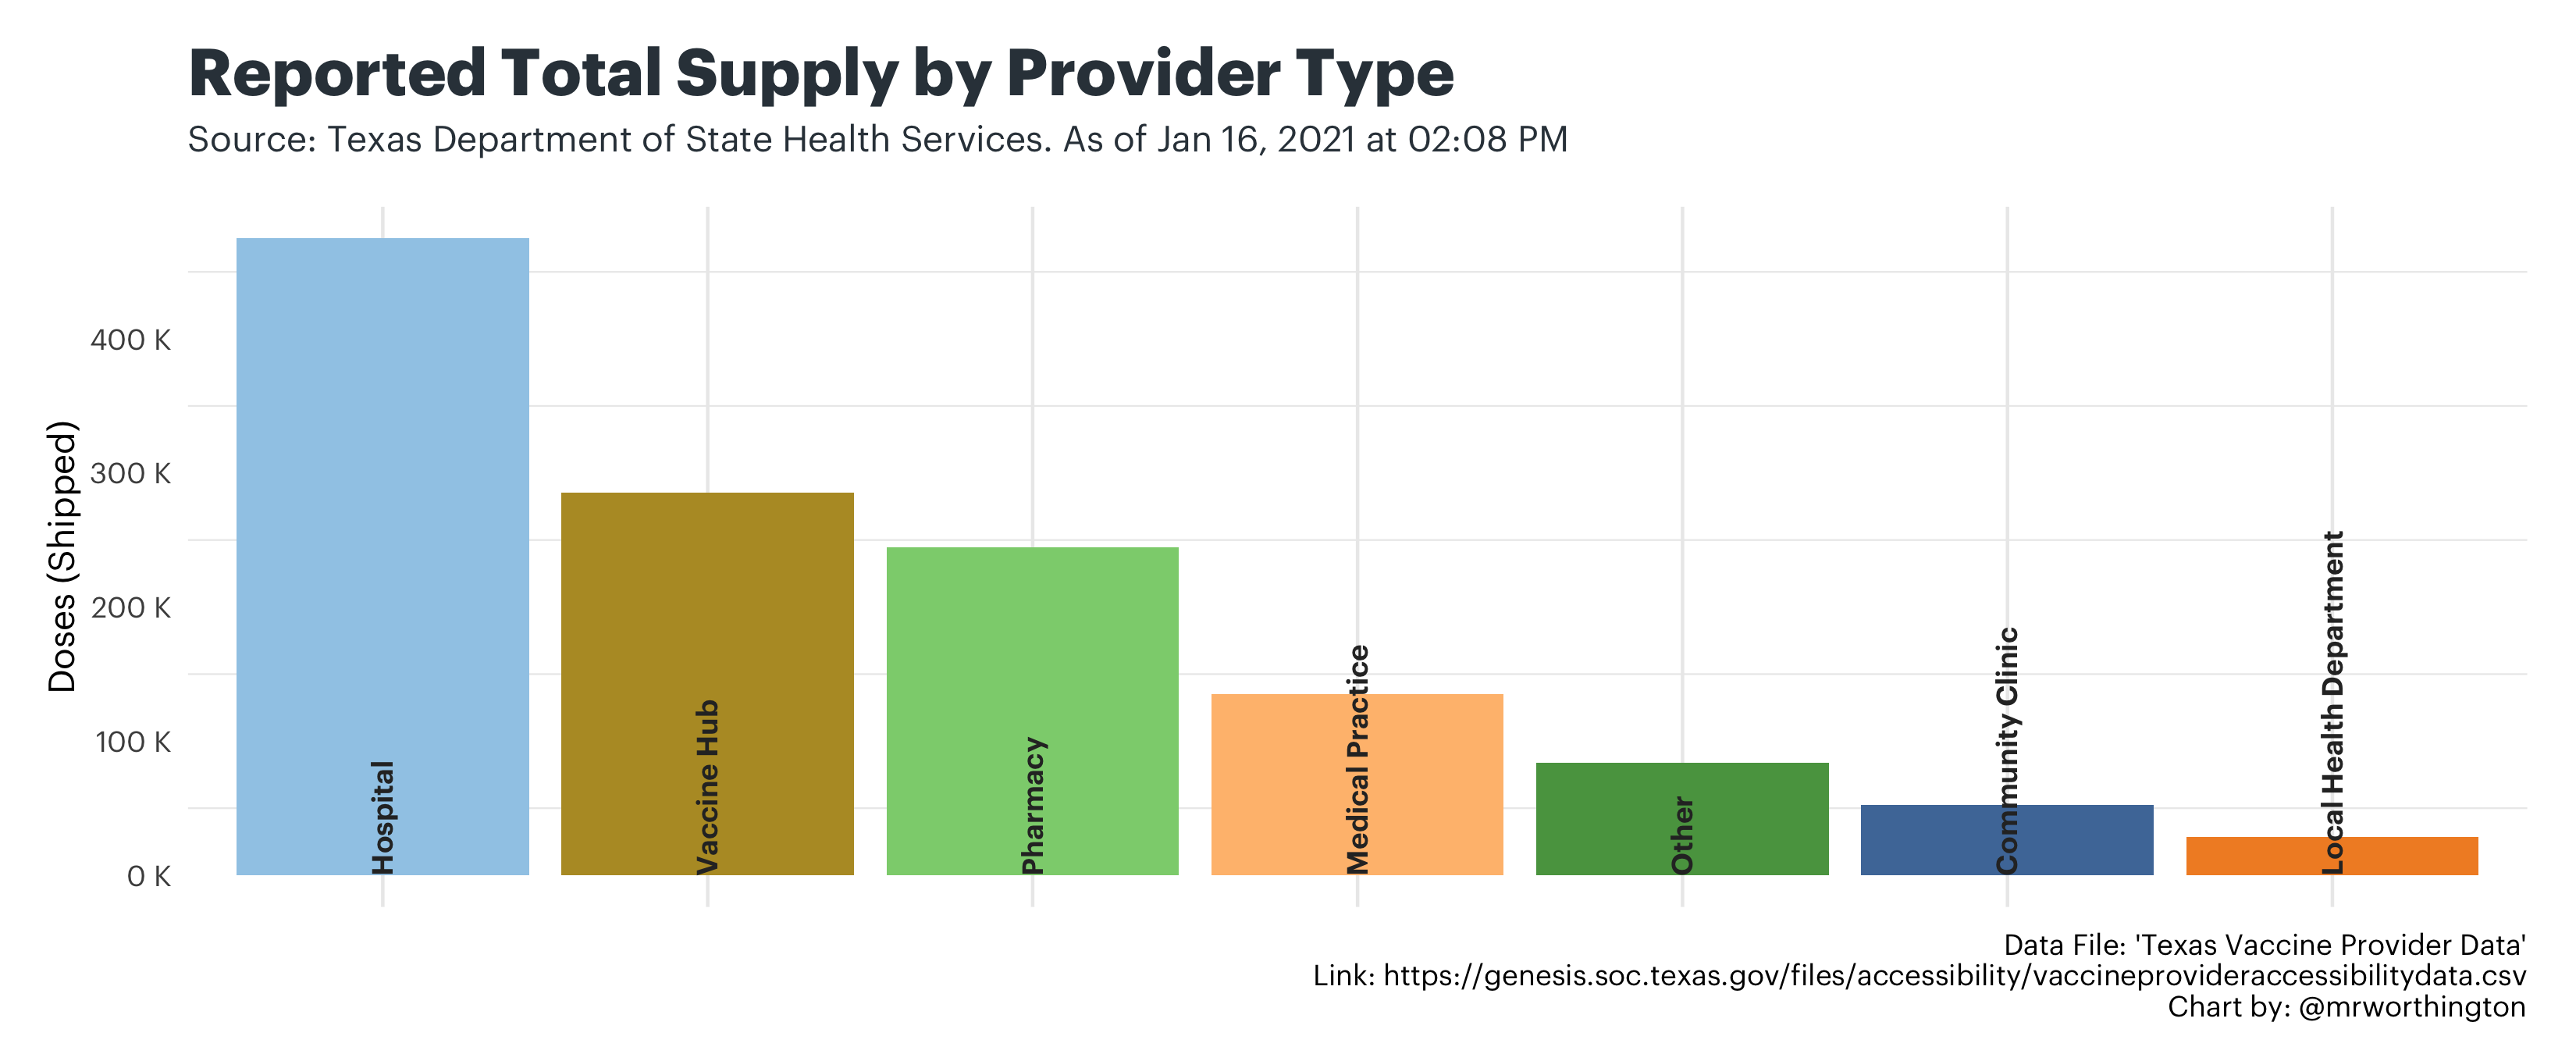 Reported Total Supply by Provider Type
Source: Texas Department of State Health Services. As of Jan 16, 2021 at 02:08 PM
Doses (Shipped)
400 K
300 K
200 K
100 K
0 K
Hospital
Vaccine Hub
Pharmacy
Medical Practice
Other
Community Clinic
Local Health Department
Data File: 'Texas Vaccine Provider Data'
Link: https://genesis.soc.texas.gov/files/accessibility/vaccineprovideraccessibilitydata.csv
Chart by: @mrworthington